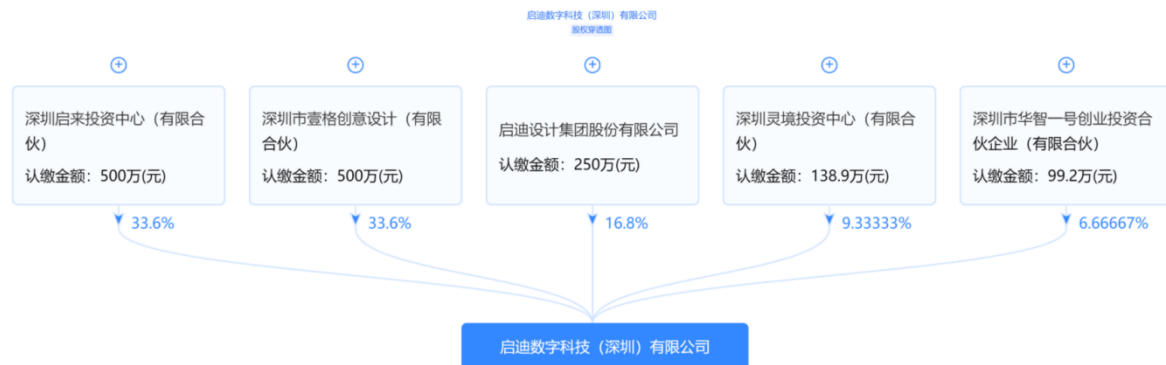 启迪数字科技（深圳）有限公司
股权穿透图
深圳启来投资中心（有限合
伙）
认缴金额：500万(元)
33.6%
深圳市壹格创意设计（有限
合伙）
认缴金额：500万(元)
33.6%
启迪设计集团股份有限公司
认缴金额：250万(元)
16.8%
深圳灵境投资中心（有限合
伙）
认缴金额：138.9万(元)
9.33333%
深圳市华智一号创业投资合
伙企业（有限合伙）
认缴金额：99.2万(元)
6.66667%
启迪数字科技（深圳）有限公司